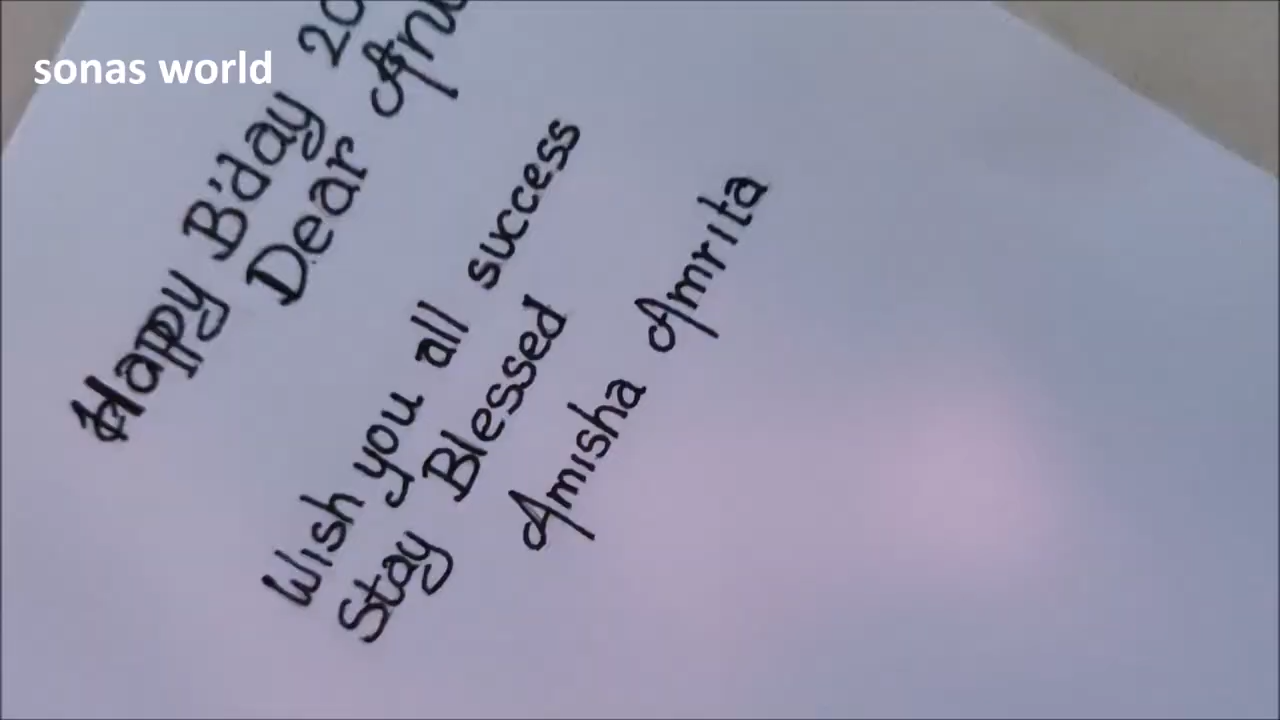 sonas world
Happy B'day
Dear
Wish you all success
Stay Blessed
Amisha Amrita